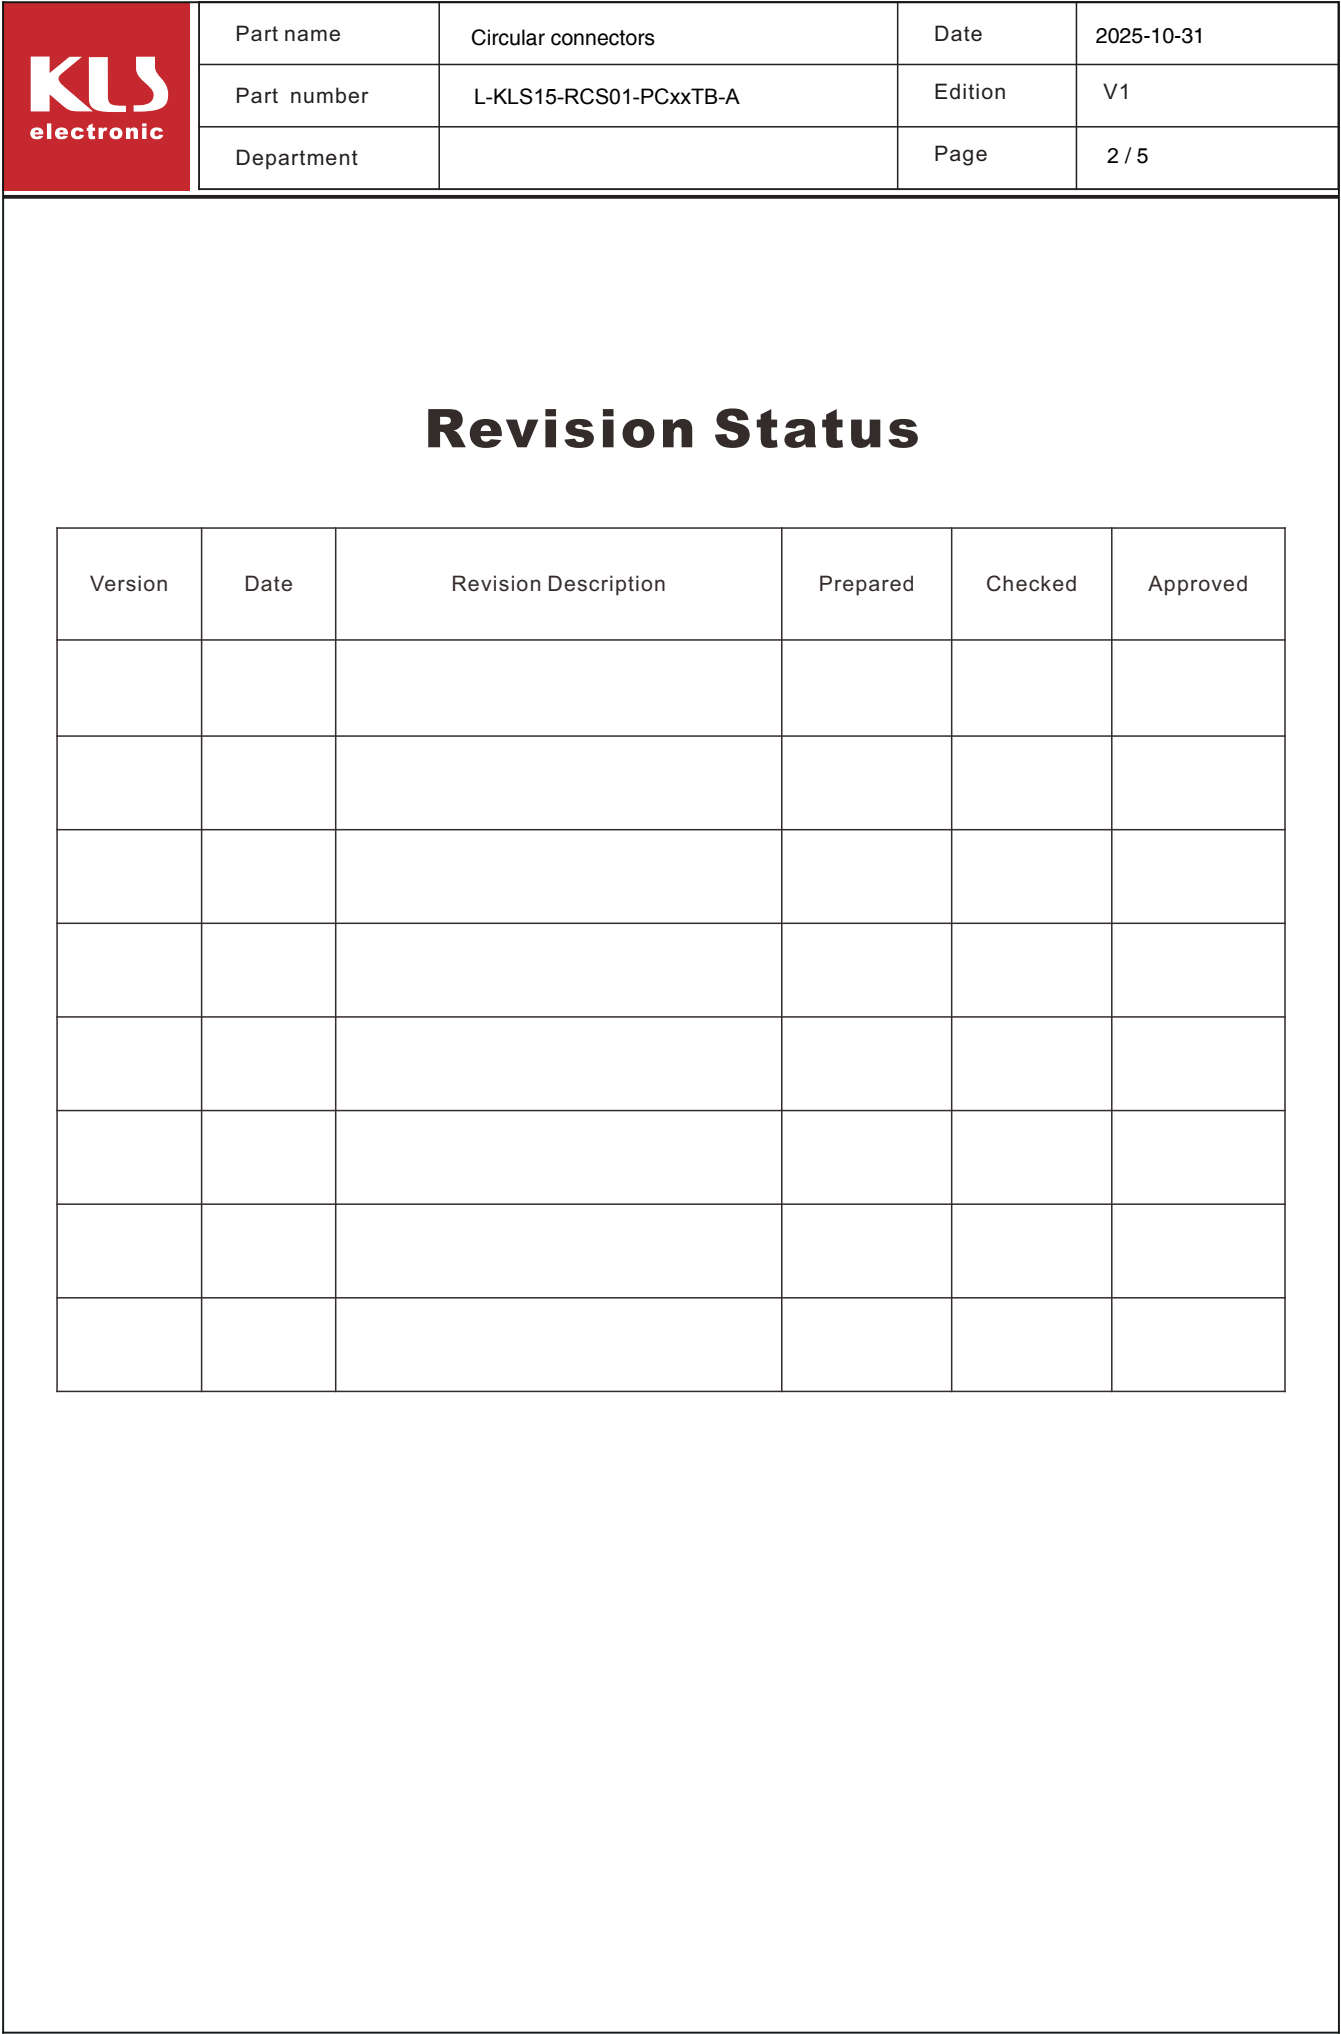 KLS
electronic
Part name Circular connectors Date 2025-10-31
Part number L-KLS15-RCS01-PCxxTB-A Edition V1
Department Page 2 / 5
Revision Status
Version Date Revision Description Prepared Checked Approved